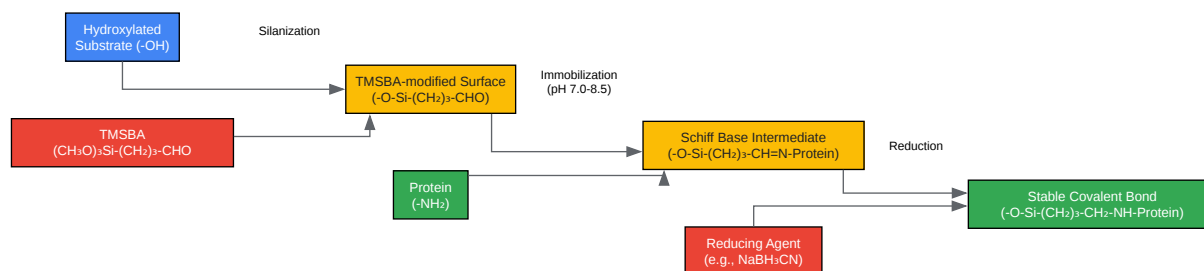 Hydroxylated
Substrate (-OH)
Silanization
TMSBA-modified Surface
(-O-Si-(CH₂)₃-CHO)
Immobilization
(pH 7.0-8.5)
TMSBA
(CH₃O)₃Si-(CH₂)₃-CHO
Schiff Base Intermediate
(-O-Si-(CH₂)₃-CH=N-Protein)
Reduction
Protein
(-NH₂)
Stable Covalent Bond
(-O-Si-(CH₂)₃-CH₂-NH-Protein)
Reducing Agent
(e.g., NaBH₃CN)